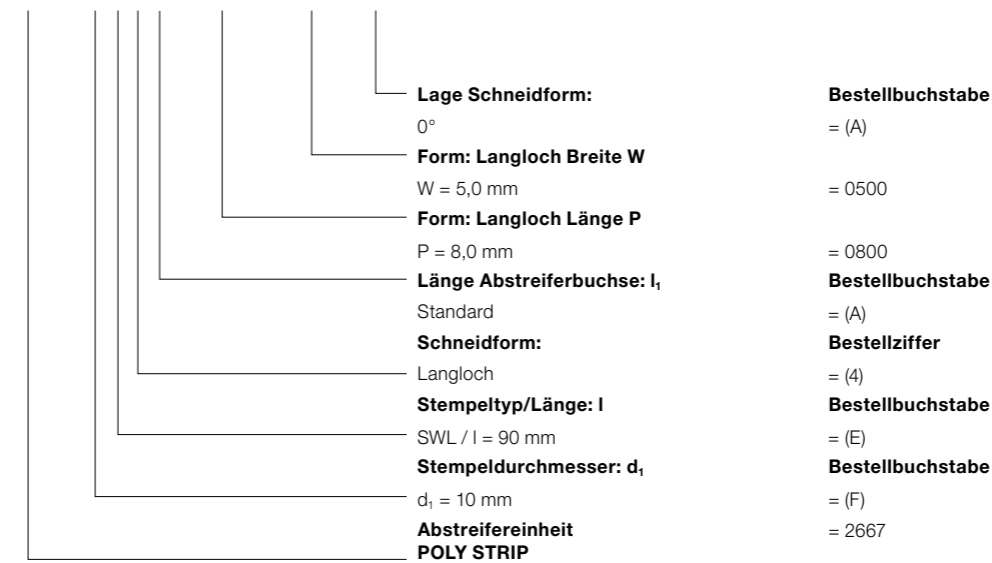 Lage Schneidform: Bestellbuchstabe
0° = (A)
Form: Langloch Breite W
W = 5,0 mm = 0500
Form: Langloch Länge P
P = 8,0 mm = 0800
Länge Abstreiferbuchse: l₁ Bestellbuchstabe
Standard = (A)
Schneidform: Bestellziffer
Langloch = (4)
Stempeltyp/Länge: l Bestellbuchstabe
SWL / l = 90 mm = (E)
Stempeldurchmesser: d₁ Bestellbuchstabe
d₁ = 10 mm = (F)
Abstreifereinheit = 2667
POLY STRIP